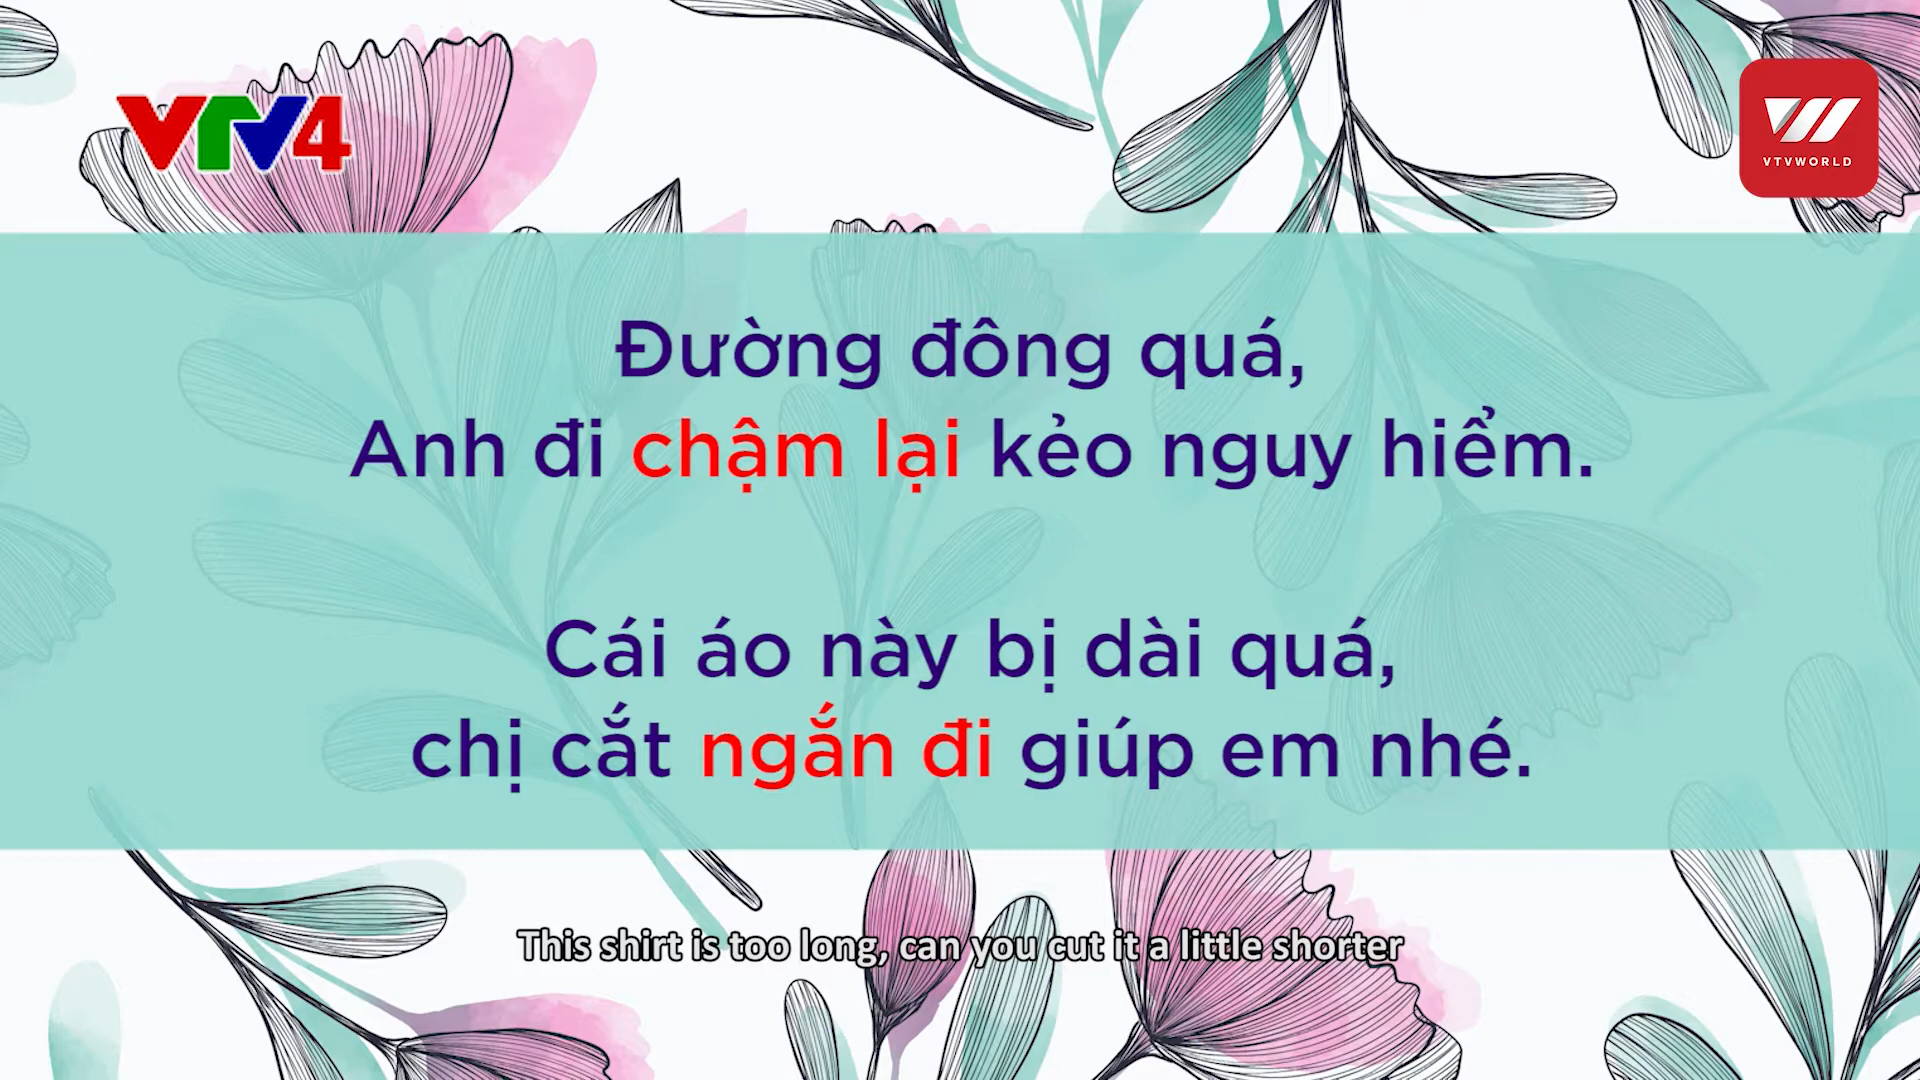 VTV4
VTVWORLD
Đường đông quá,
Anh đi chậm lại kẻo nguy hiểm.
Cái áo này bị dài quá,
chị cắt ngắn đi giúp em nhé.
This shirt is too long, can you cut it a little shorter